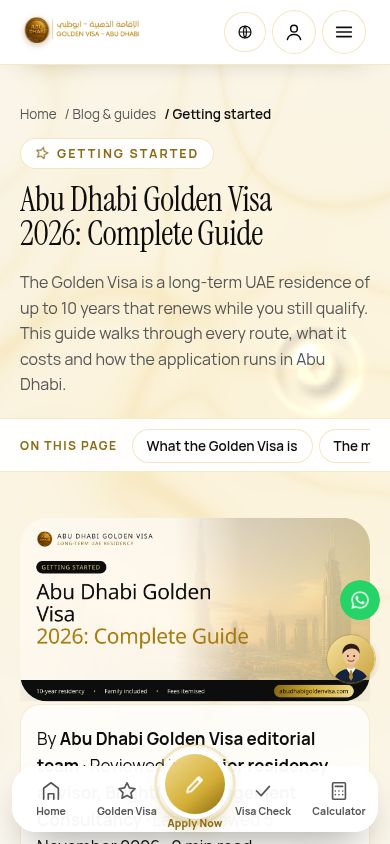 الإقامة الذهبية - أبوظبي
GOLDEN VISA - ABU DHABI
Home / Blog & guides / Getting started
GETTING STARTED
Abu Dhabi Golden Visa
2026: Complete Guide
The Golden Visa is a long-term UAE residence of
up to 10 years that renews while you still qualify.
This guide walks through every route, what it
costs and how the application runs in Abu
Dhabi.
ON THIS PAGE
What the Golden Visa is
The m
ABU DHABI GOLDEN VISA
LONG-TERM UAE RESIDENCY
GETTING STARTED
Abu Dhabi Golden
Visa
2026: Complete Guide
10-year residency • Family included • Fees itemised
abudhabigoldenvisa.com
By Abu Dhabi Golden Visa editorial
team · Reviewed
Home
Golden Visa
Apply Now
Visa Check
Calculator